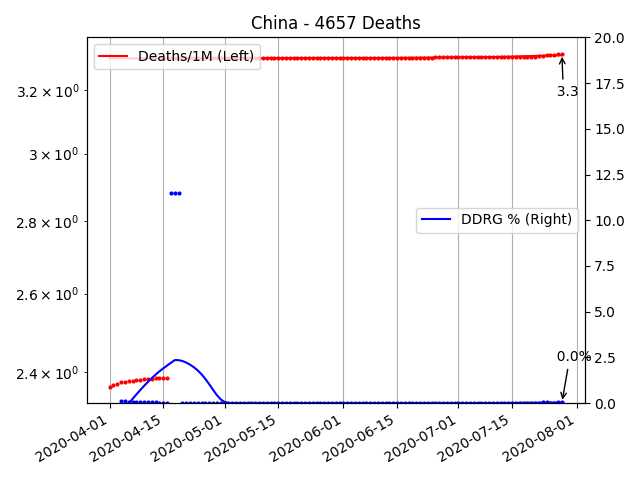 China - 4657 Deaths
Deaths/1M (Left)
DDRG % (Right)
3.3
0.0%
3.2 × 10⁰
3 × 10⁰
2.8 × 10⁰
2.6 × 10⁰
2.4 × 10⁰
20.0
17.5
15.0
12.5
10.0
7.5
5.0
2.5
0.0
2020-04-01
2020-04-15
2020-05-01
2020-05-15
2020-06-01
2020-06-15
2020-07-01
2020-07-15
2020-08-01